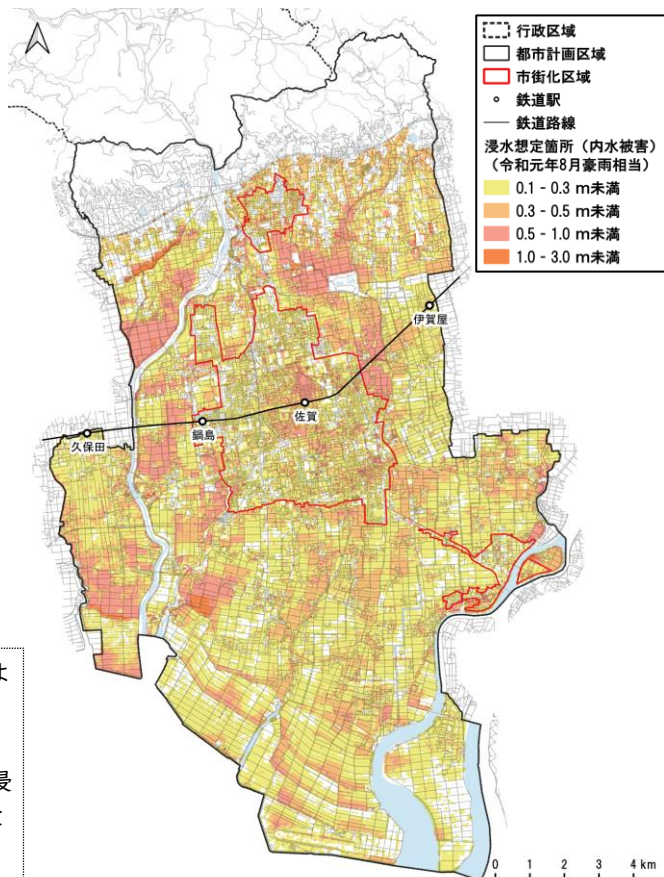 行政区域
都市計画区域
市街化区域
鉄道駅
鉄道路線
浸水想定箇所（内水被害）
（令和元年8月豪雨相当）
0.1 - 0.3 m未満
0.3 - 0.5 m未満
0.5 - 1.0 m未満
1.0 - 3.0 m未満
伊賀屋
佐賀
鍋島
久保田
0 1 2 3 4 km